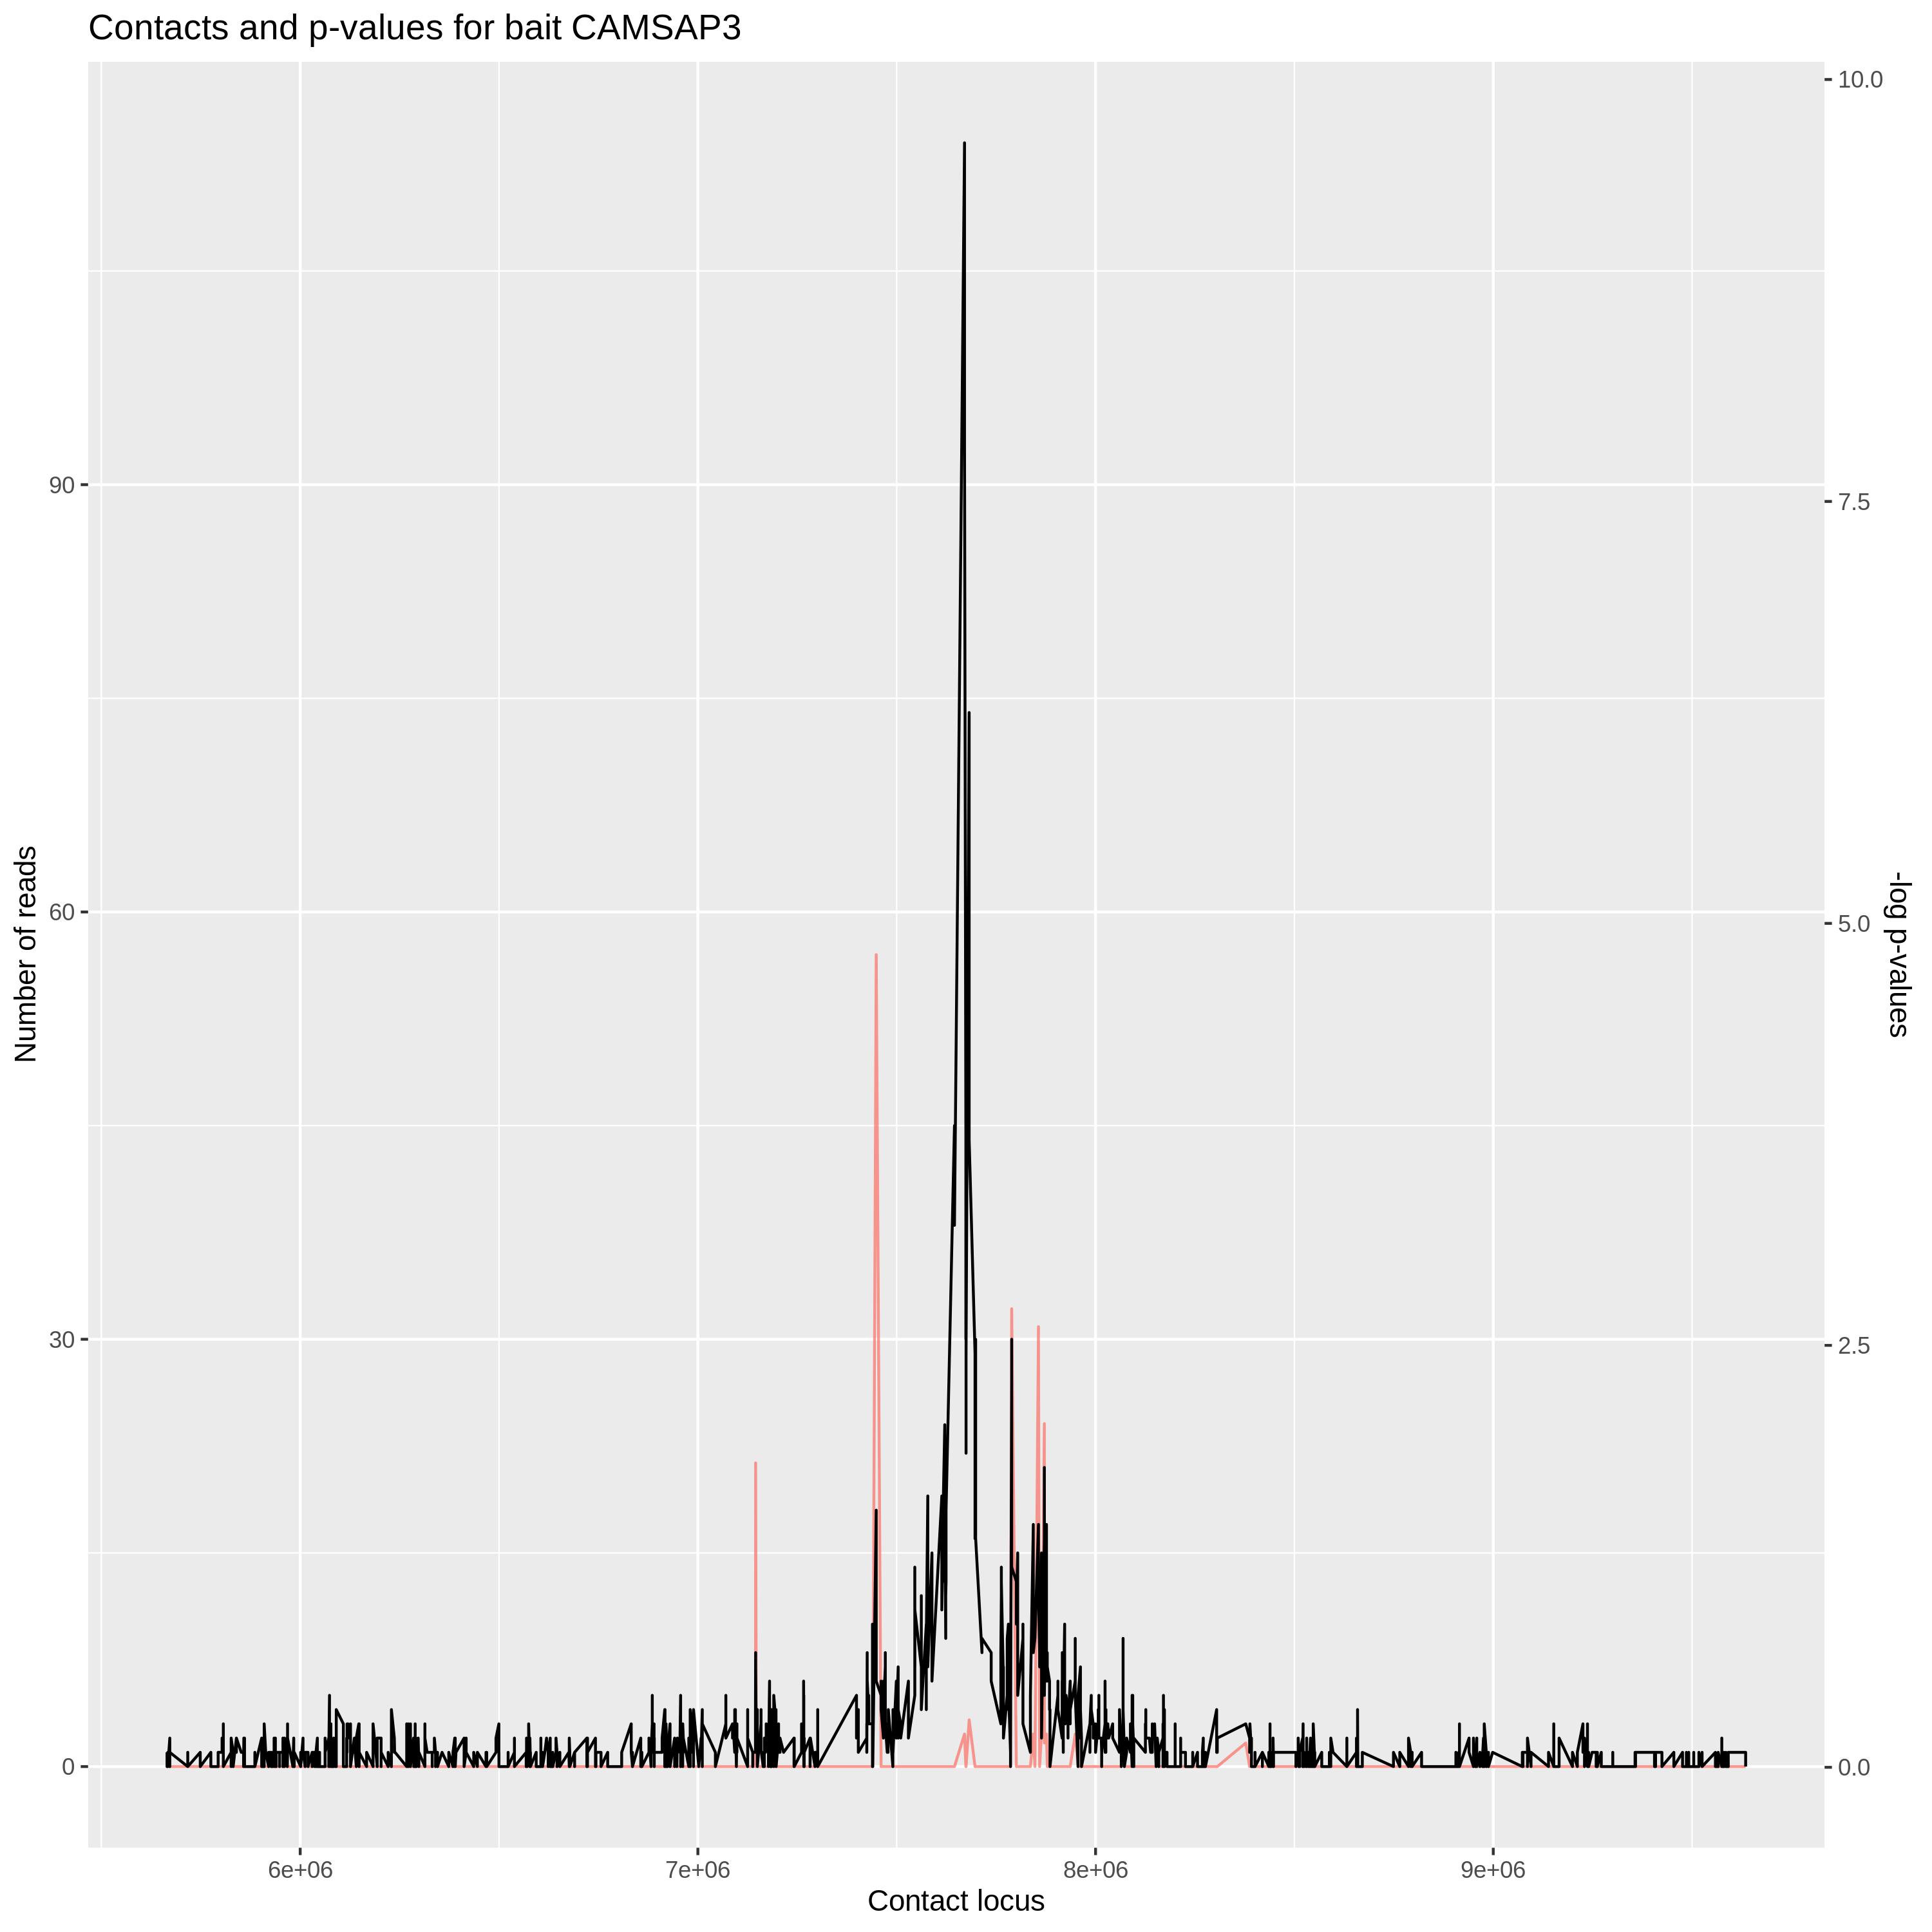 Contacts and p-values for bait CAMSAP3
10.0
90
7.5
60
5.0
Number of reads
-log p-values
30
2.5
0
0.0
6e+06
7e+06
8e+06
9e+06
Contact locus